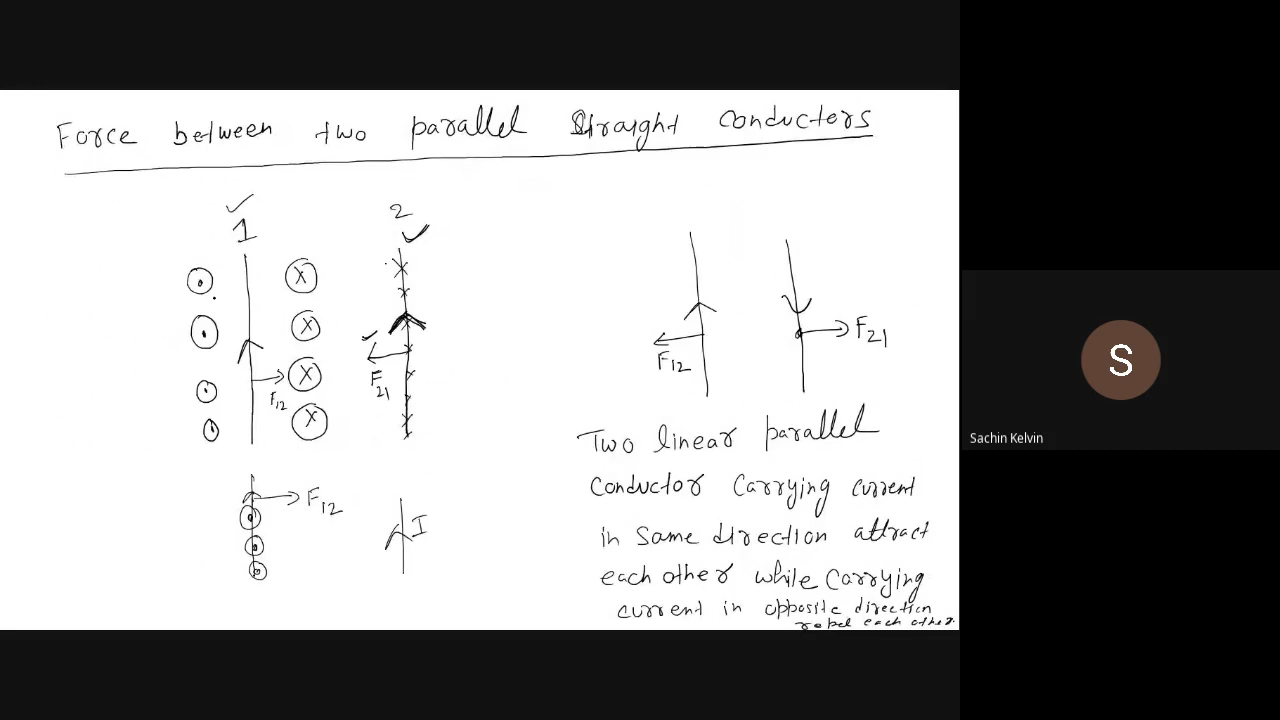 Force between two parallel Straight Conductors
1
2
F12
F21
F12
I
F12
F21
Two linear parallel
Conductor Carrying current
in Same direction attract
each other while Carrying
current in opposite direction
repel each other.
S
Sachin Kelvin